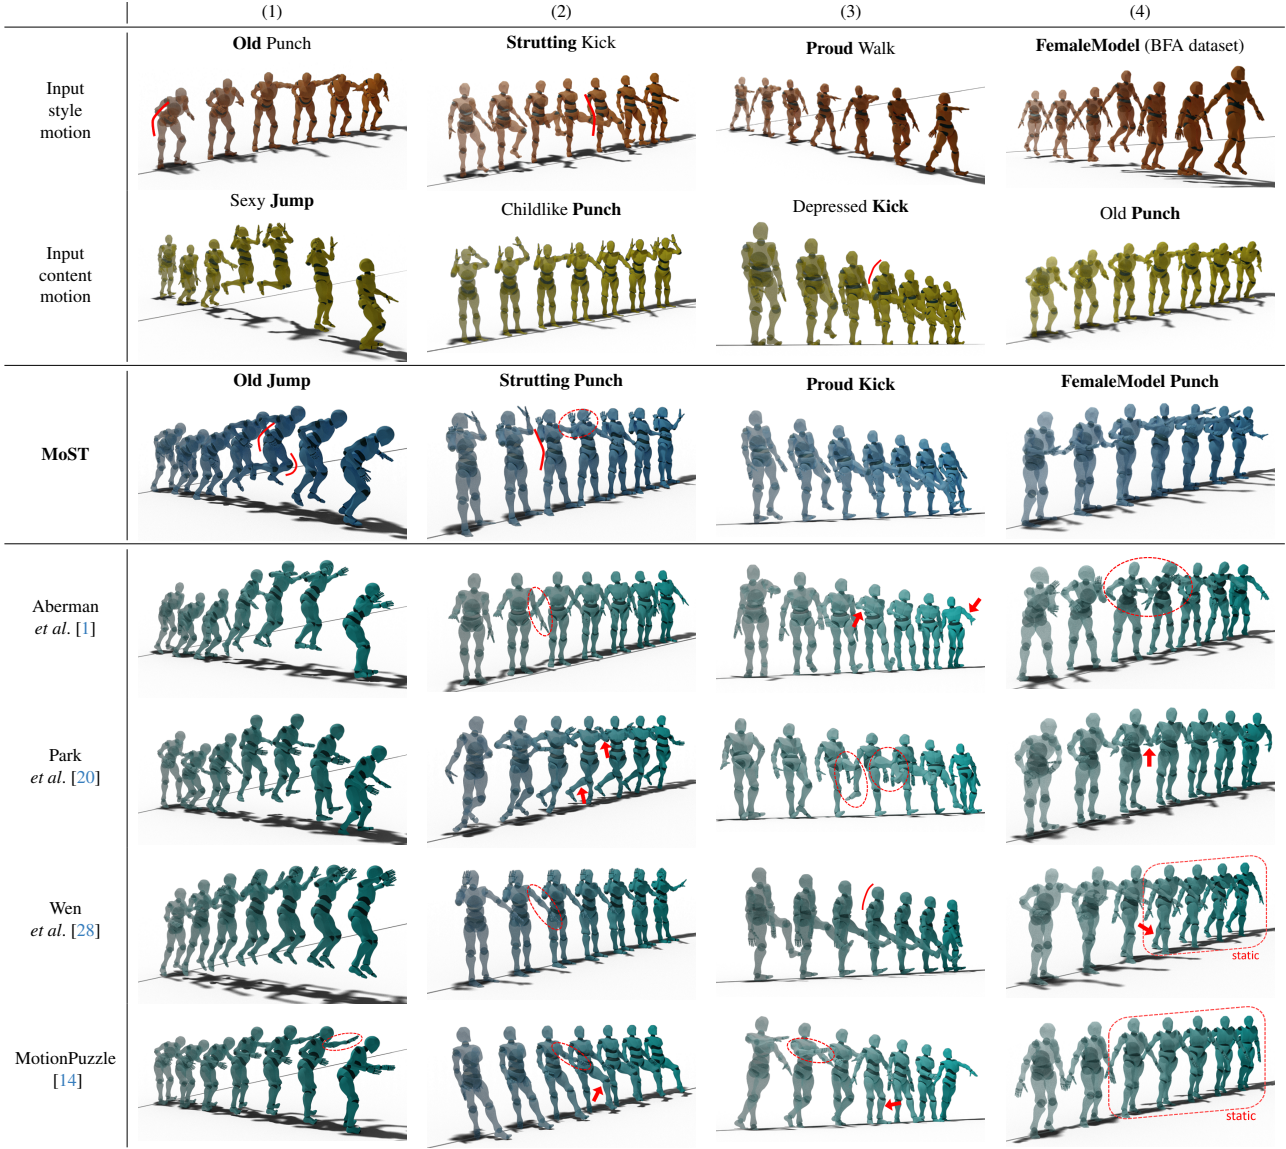 (1) (2) (3) (4)
Input
style
motion
Old Punch
Strutting Kick
Proud Walk
FemaleModel (BFA dataset)
Input
content
motion
Sexy Jump
Childlike Punch
Depressed Kick
Old Punch
MoST
Old Jump
Strutting Punch
Proud Kick
FemaleModel Punch
Aberman
et al. [1]
Park
et al. [20]
Wen
et al. [28]
static
MotionPuzzle
[14]
static